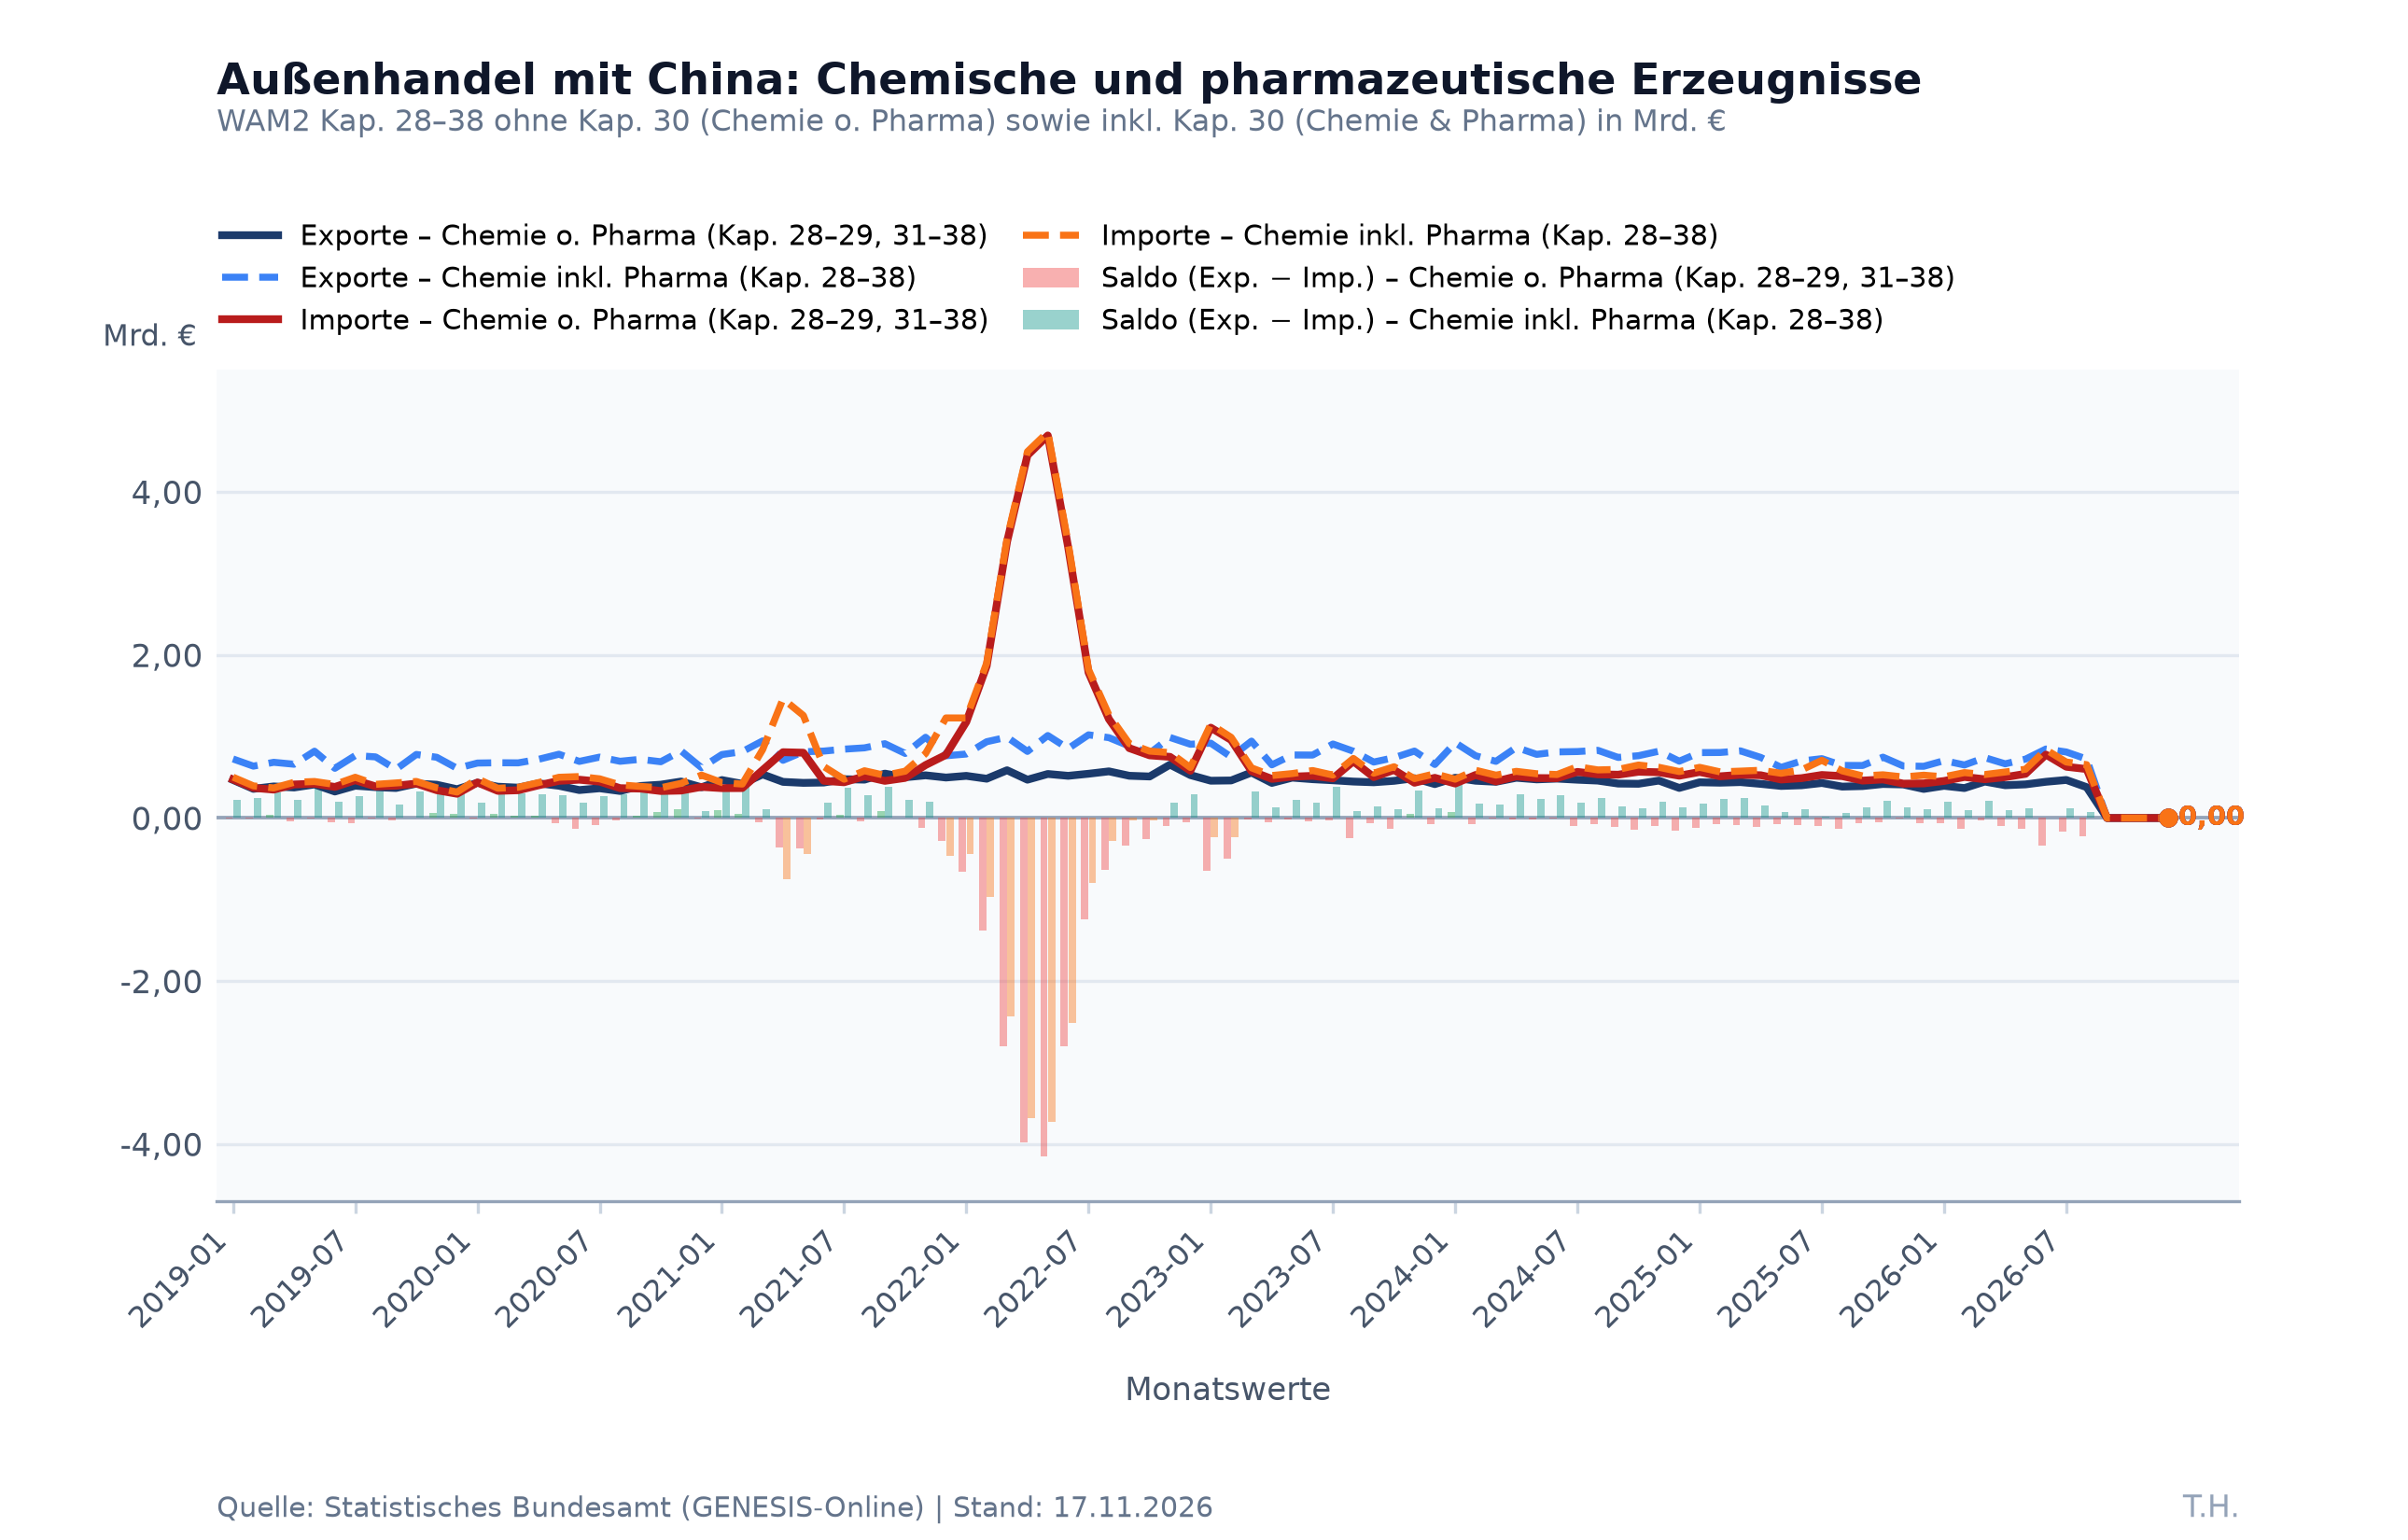 Außenhandel mit China: Chemische und pharmazeutische Erzeugnisse
WAM2 Kap. 28–38 ohne Kap. 30 (Chemie o. Pharma) sowie inkl. Kap. 30 (Chemie & Pharma) in Mrd. €
Exporte – Chemie o. Pharma (Kap. 28–29, 31–38)
Exporte – Chemie inkl. Pharma (Kap. 28–38)
Importe – Chemie o. Pharma (Kap. 28–29, 31–38)
Importe – Chemie inkl. Pharma (Kap. 28–38)
Saldo (Exp. − Imp.) – Chemie o. Pharma (Kap. 28–29, 31–38)
Saldo (Exp. − Imp.) – Chemie inkl. Pharma (Kap. 28–38)
Mrd. €
4,00
2,00
0,00
-2,00
-4,00
0,00
2019-01
2019-07
2020-01
2020-07
2021-01
2021-07
2022-01
2022-07
2023-01
2023-07
2024-01
2024-07
2025-01
2025-07
2026-01
2026-07
Monatswerte
Quelle: Statistisches Bundesamt (GENESIS-Online) | Stand: 17.11.2026
T.H.